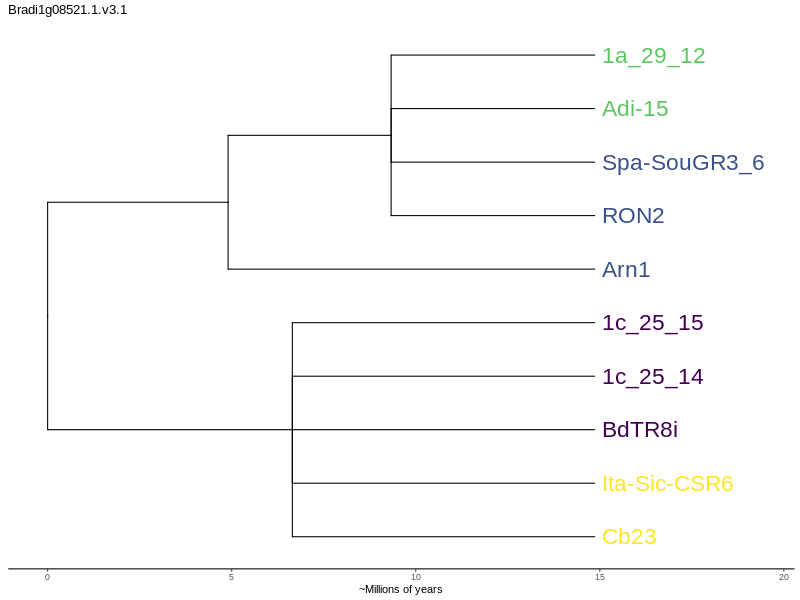 Bradi1g08521.1.v3.1
1a_29_12
Adi-15
Spa-SouGR3_6
RON2
Arn1
1c_25_15
1c_25_14
BdTR8i
Ita-Sic-CSR6
Cb23
0 5 10 15 20
~Millions of years